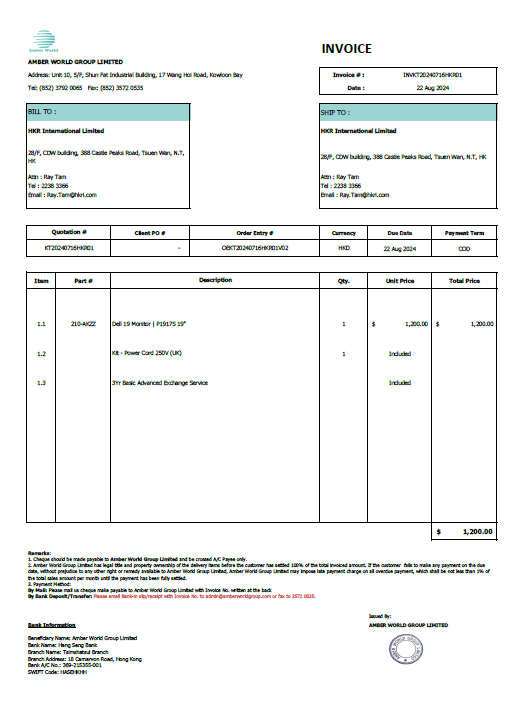 Amber World
INVOICE
AMBER WORLD GROUP LIMITED
Address: Unit 10, 5/F, Shun Fat Industrial Building, 17 Wang Hoi Road, Kowloon Bay
Tel: (852) 3792 0065 Fax: (852) 3572 0535
Invoice # : INVKT20240716HKR01
Date : 22 Aug 2024
BILL TO :
HKR International Limited
28/F, CDW building, 388 Castle Peaks Road, Tsuen Wan, N.T,
HK
Attn : Ray Tam
Tel : 2238 3366
Email : Ray.Tam@hkri.com
SHIP TO :
HKR International Limited
28/F, CDW building, 388 Castle Peaks Road, Tsuen Wan, N.T, HK
Attn : Ray Tam
Tel : 2238 3366
Email : Ray.Tam@hkri.com
Quotation # Client PO # Order Entry # Currency Due Date Payment Term
KT20240716HKR01 - OEKT20240716HKR01V02 HKD 22 Aug 2024 COD
Item Part # Description Qty. Unit Price Total Price
1.1 210-AKZZ Dell 19 Monitor | P1917S 19" 1 $ 1,200.00 $ 1,200.00
1.2 Kit - Power Cord 250V (UK) 1 Included
1.3 3Yr Basic Advanced Exchange Service Included
$ 1,200.00
Remarks:
1. Cheque should be made payable to Amber World Group Limited and be crossed A/C Payee only.
2. Amber World Group Limited has legal title and property ownership of the delivery items before the customer has settled 100% of the total invoiced amount. If the customer fails to make any payment on the due
date, without prejudice to any other right or remedy available to Amber World Group Limited, Amber World Group Limited may impose late payment charge on all overdue payment, which shall not be less than 1% of
the total sales amount per month until the payment has been fully settled.
3. Payment Method:
By Mail: Please mail us cheque make payable to Amber World Group Limited with Invoice No. written at the back
By Bank Deposit/Transfer: Please email Bank-in slip/receipt with Invoice No. to admin@amberworldgroup.com or fax to 3572 0535.
Bank Information
Beneficiary Name: Amber World Group Limited
Bank Name: Hang Seng Bank
Branch Name: Tsimshatsui Branch
Branch Address: 18 Carnarvon Road, Hong Kong
Bank A/C No.: 369-215355-001
SWIFT Code: HASEHKHH
Issued By:
AMBER WORLD GROUP LIMITED